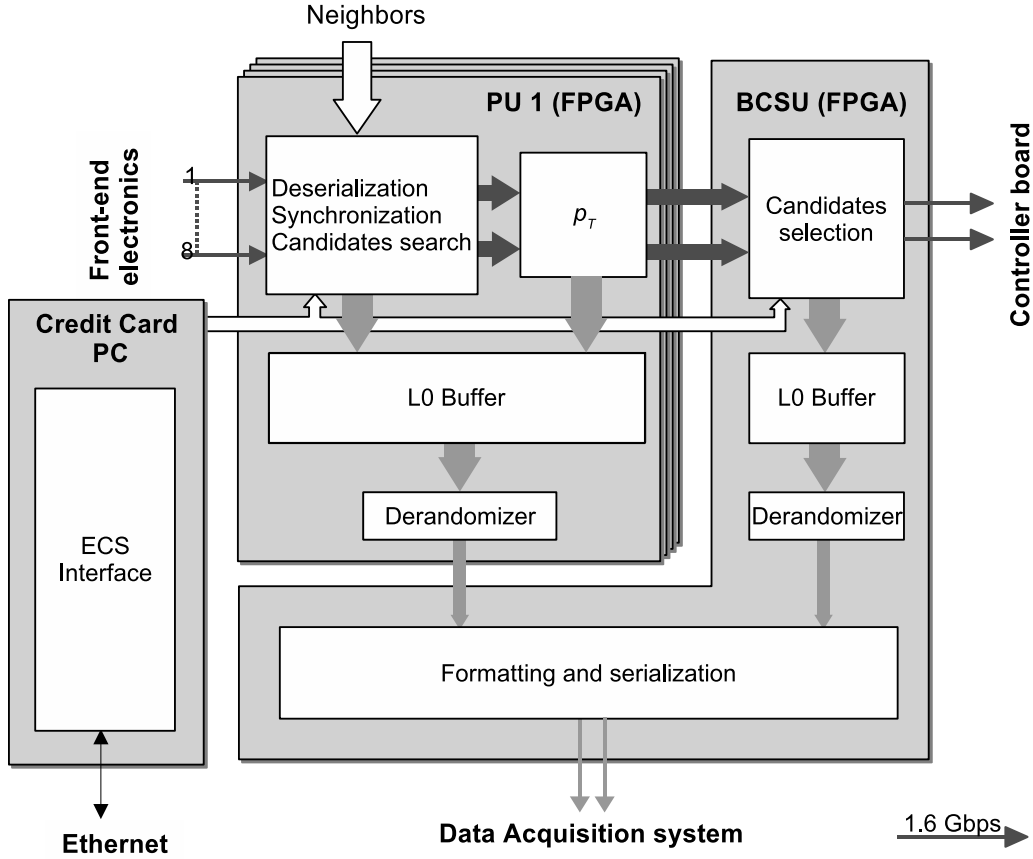 Neighbors
PU 1 (FPGA)
BCSU (FPGA)
Front-end
electronics
1
8
Deserialization
Synchronization
Candidates search
pT
Candidates
selection
Controller board
Credit Card
PC
L0 Buffer
L0 Buffer
Derandomizer
Derandomizer
ECS
Interface
Formatting and serialization
Ethernet
Data Acquisition system
1.6 Gbps